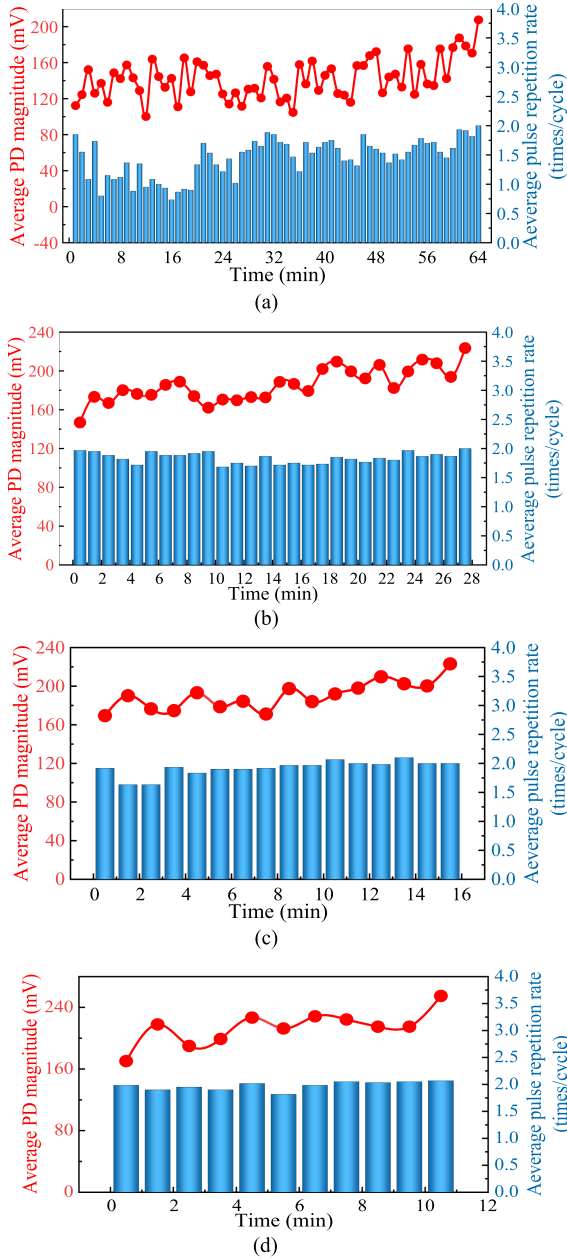 Average PD magnitude (mV)
200
160
120
80
40
0
-40
4.0
3.5
3.0
2.5
2.0
1.5
1.0
0.5
0.0
Aeverage pulse repetition rate
(times/cycle)
0 8 16 24 32 40 48 56 64
Time (min)
(a)
Average PD magnitude (mV)
240
200
160
120
80
40
0
4.0
3.5
3.0
2.5
2.0
1.5
1.0
0.5
0.0
Aeverage pulse repetition rate
(times/cycle)
0 2 4 6 8 10 12 14 16 18 20 22 24 26 28
Time (min)
(b)
Average PD magnitude (mV)
240
200
160
120
80
40
0
4.0
3.5
3.0
2.5
2.0
1.5
1.0
0.5
0.0
Aeverage pulse repetition rate
(times/cycle)
0 2 4 6 8 10 12 14 16
Time (min)
(c)
Average PD magnitude (mV)
240
160
80
0
4.0
3.5
3.0
2.5
2.0
1.5
1.0
0.5
0.0
Aeverage pulse repetition rate
(times/cycle)
0 2 4 6 8 10 12
Time (min)
(d)